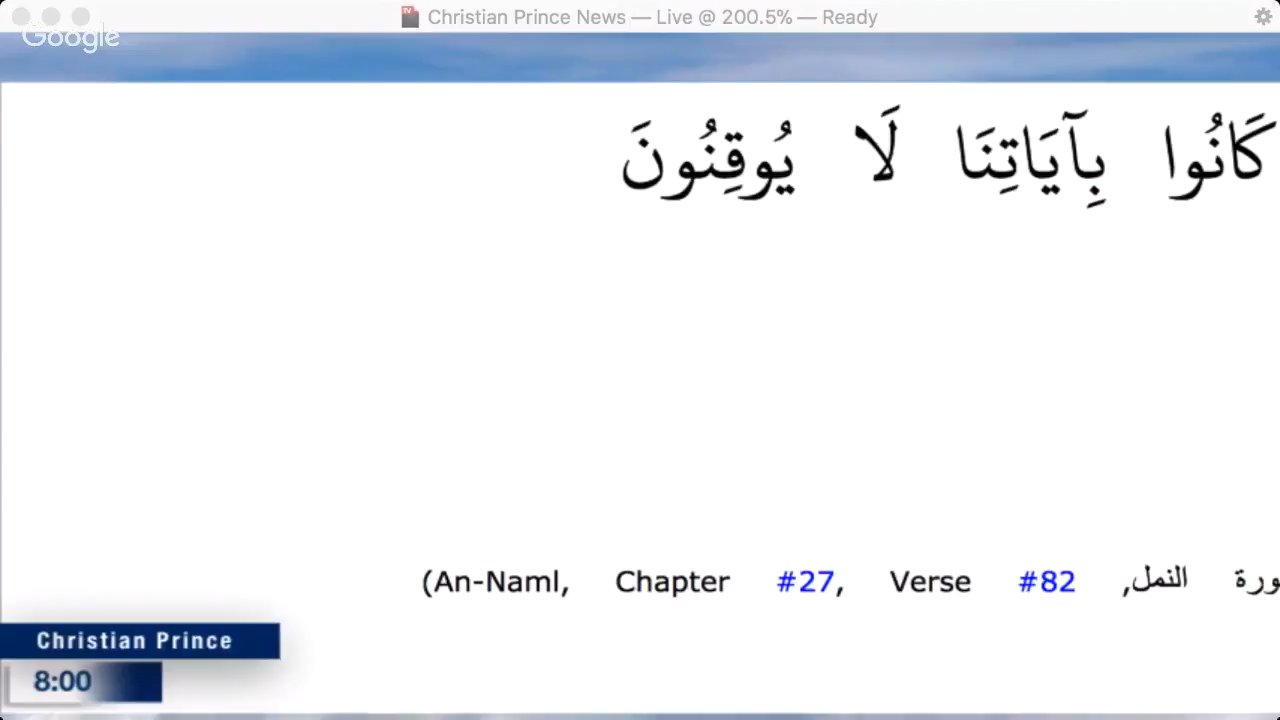 Christian Prince News — Live @ 200.5% — Ready
Google
كَانُوا بِآيَاتِنَا لَا يُوقِنُونَ
(An-Naml, Chapter #27, Verse #82 ,النمل
Christian Prince
8:00